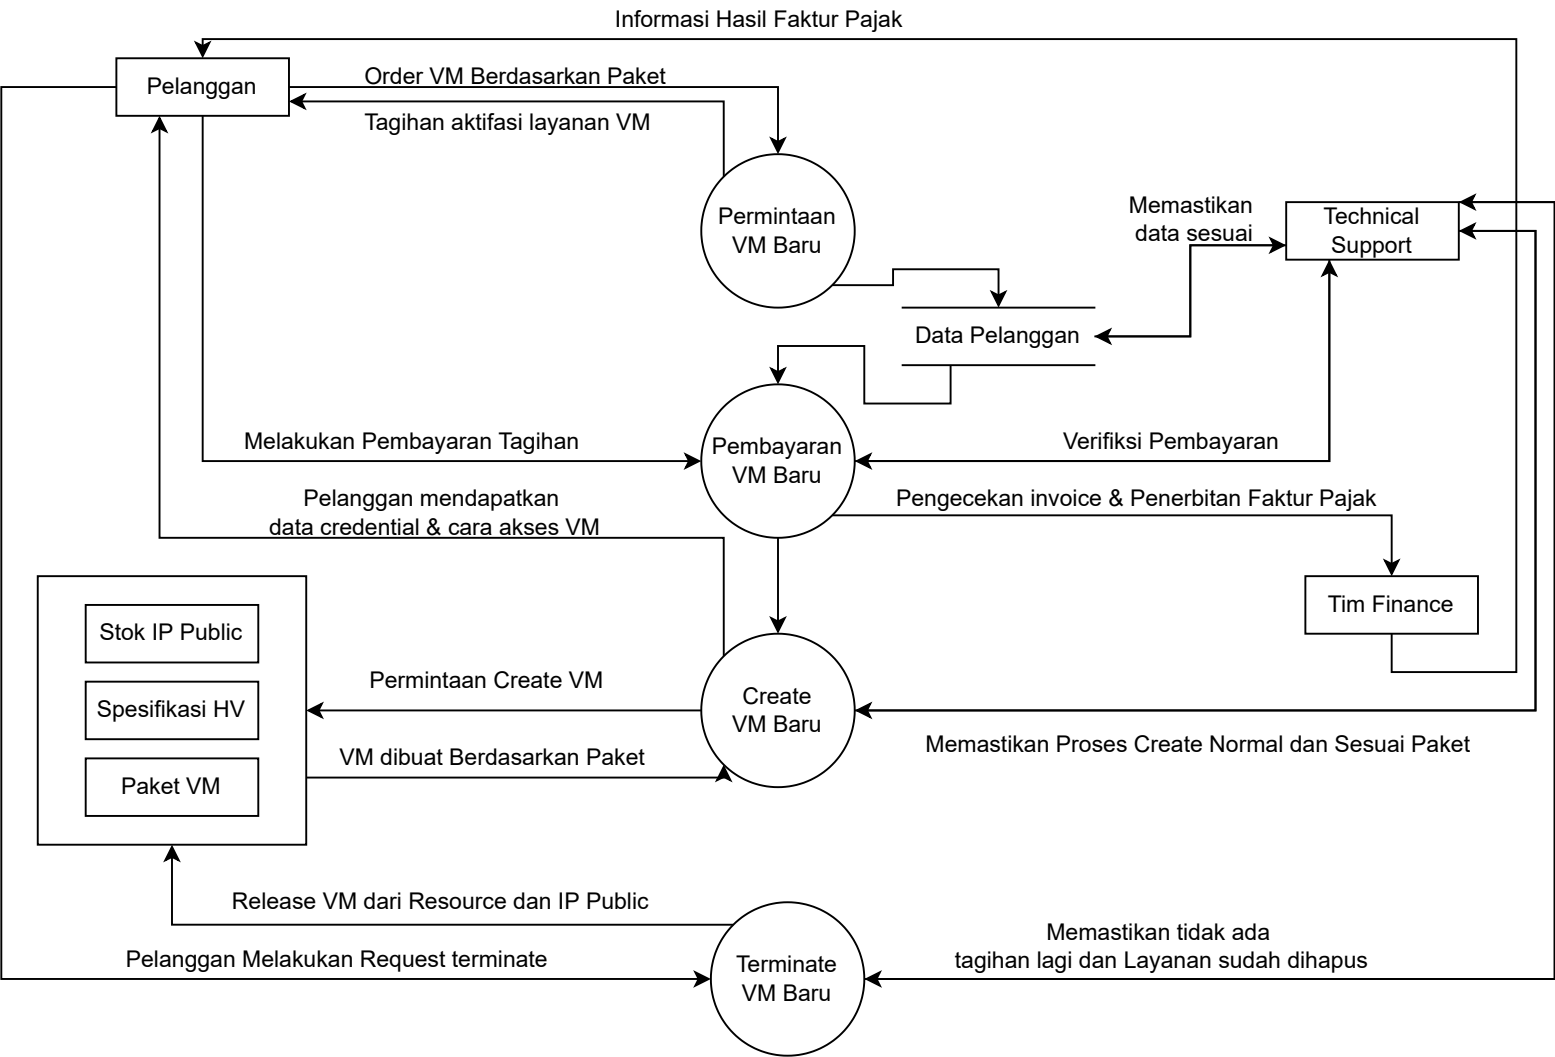 Informasi Hasil Faktur Pajak
Pelanggan
Order VM Berdasarkan Paket
Tagihan aktifasi layanan VM
Permintaan
VM Baru
Memastikan
data sesuai
Technical
Support
Data Pelanggan
Melakukan Pembayaran Tagihan
Pembayaran
VM Baru
Verifiksi Pembayaran
Pelanggan mendapatkan
data credential & cara akses VM
Pengecekan invoice & Penerbitan Faktur Pajak
Tim Finance
Stok IP Public
Spesifikasi HV
Paket VM
Permintaan Create VM
VM dibuat Berdasarkan Paket
Create
VM Baru
Memastikan Proses Create Normal dan Sesuai Paket
Release VM dari Resource dan IP Public
Pelanggan Melakukan Request terminate
Terminate
VM Baru
Memastikan tidak ada
tagihan lagi dan Layanan sudah dihapus